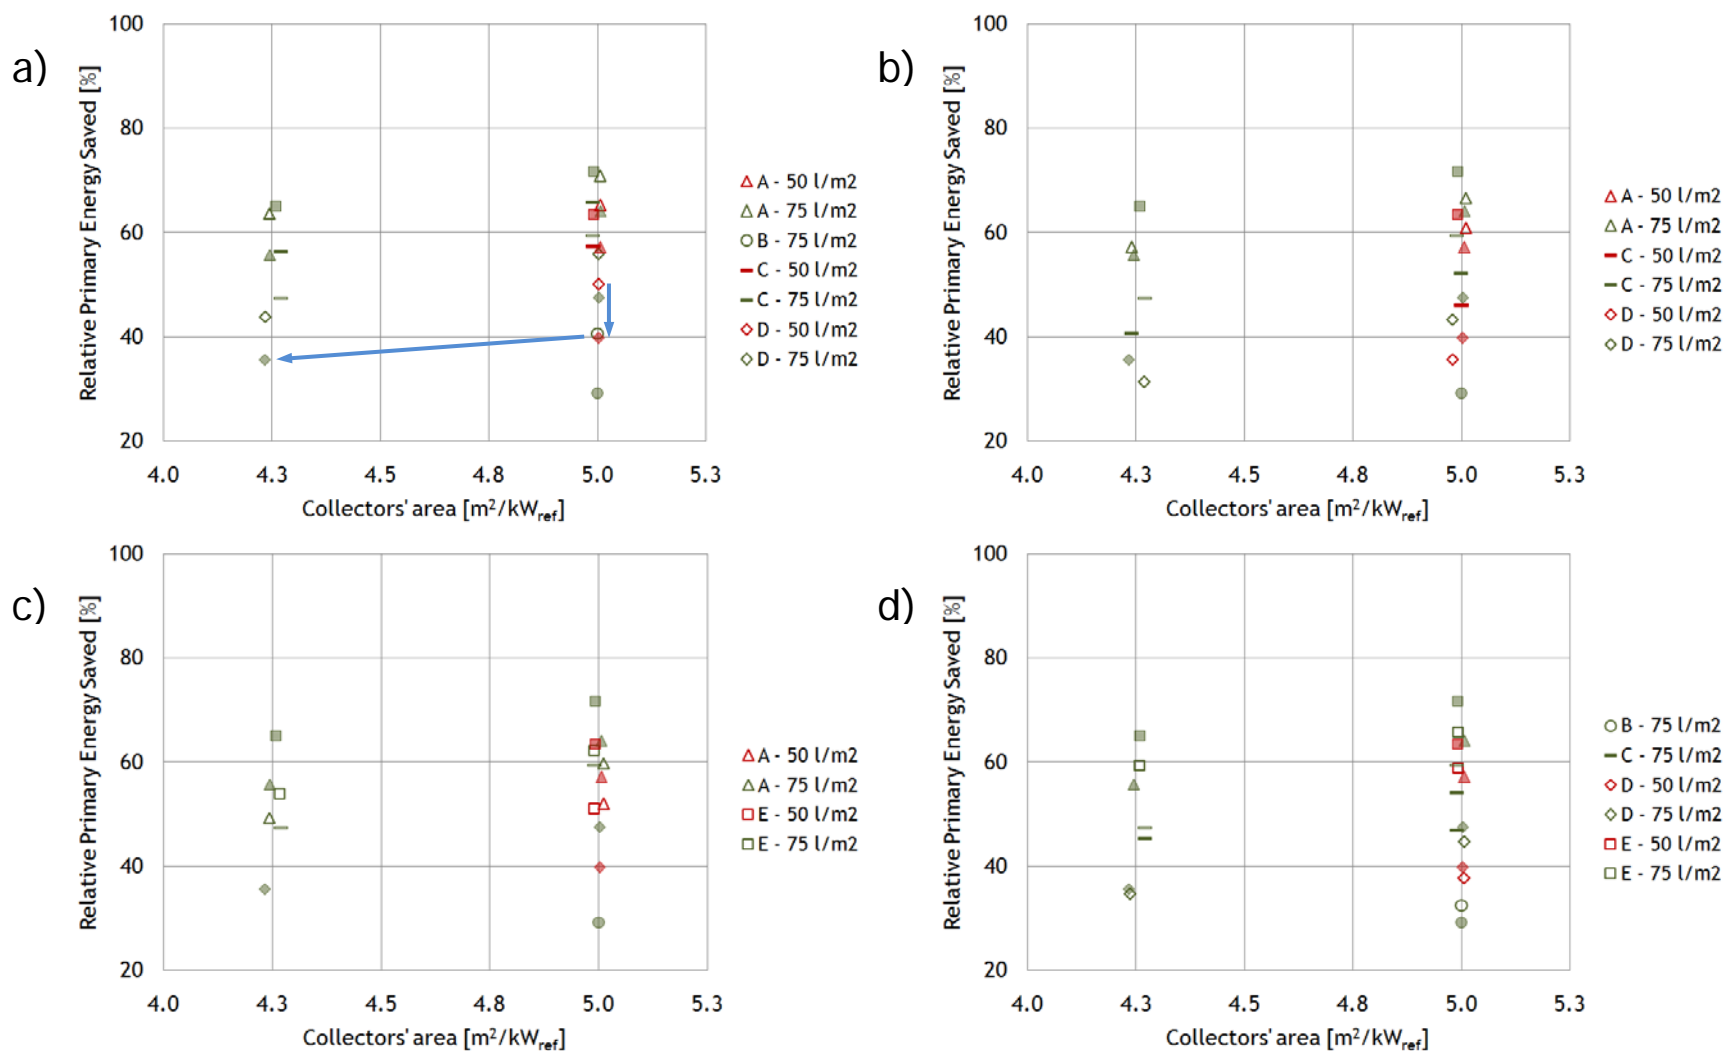 a)
Relative Primary Energy Saved [%]
100
80
60
40
20
4.0 4.3 4.5 4.8 5.0 5.3
Collectors' area [m²/kWref]
A - 50 l/m2
A - 75 l/m2
B - 75 l/m2
C - 50 l/m2
C - 75 l/m2
D - 50 l/m2
D - 75 l/m2
b)
Relative Primary Energy Saved [%]
100
80
60
40
20
4.0 4.3 4.5 4.8 5.0 5.3
Collectors' area [m²/kWref]
A - 50 l/m2
A - 75 l/m2
C - 50 l/m2
C - 75 l/m2
D - 50 l/m2
D - 75 l/m2
c)
Relative Primary Energy Saved [%]
100
80
60
40
20
4.0 4.3 4.5 4.8 5.0 5.3
Collectors' area [m²/kWref]
A - 50 l/m2
A - 75 l/m2
E - 50 l/m2
E - 75 l/m2
d)
Relative Primary Energy Saved [%]
100
80
60
40
20
4.0 4.3 4.5 4.8 5.0 5.3
Collectors' area [m²/kWref]
B - 75 l/m2
C - 75 l/m2
D - 50 l/m2
D - 75 l/m2
E - 50 l/m2
E - 75 l/m2